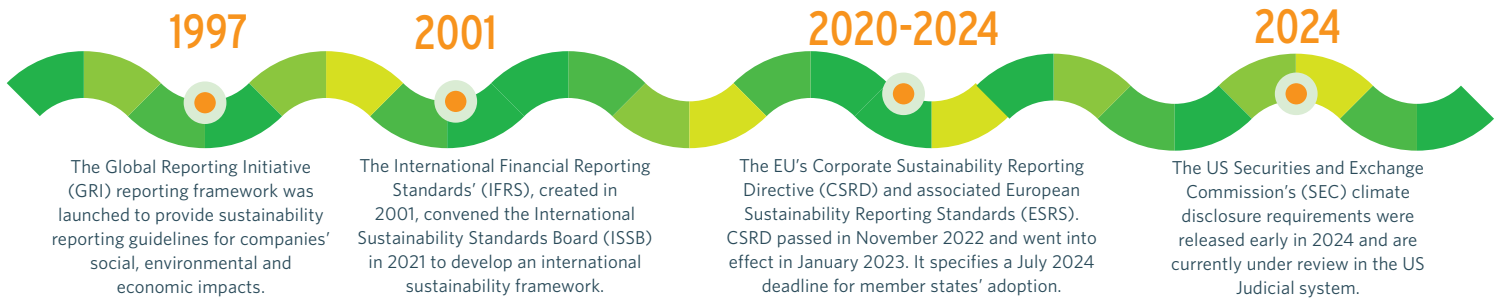 1997
The Global Reporting Initiative
(GRI) reporting framework was
launched to provide sustainability
reporting guidelines for companies’
social, environmental and
economic impacts.
2001
The International Financial Reporting
Standards’ (IFRS), created in
2001, convened the International
Sustainability Standards Board (ISSB)
in 2021 to develop an international
sustainability framework.
2020-2024
The EU’s Corporate Sustainability Reporting
Directive (CSRD) and associated European
Sustainability Reporting Standards (ESRS).
CSRD passed in November 2022 and went into
effect in January 2023. It specifies a July 2024
deadline for member states’ adoption.
2024
The US Securities and Exchange
Commission’s (SEC) climate
disclosure requirements were
released early in 2024 and are
currently under review in the US
Judicial system.